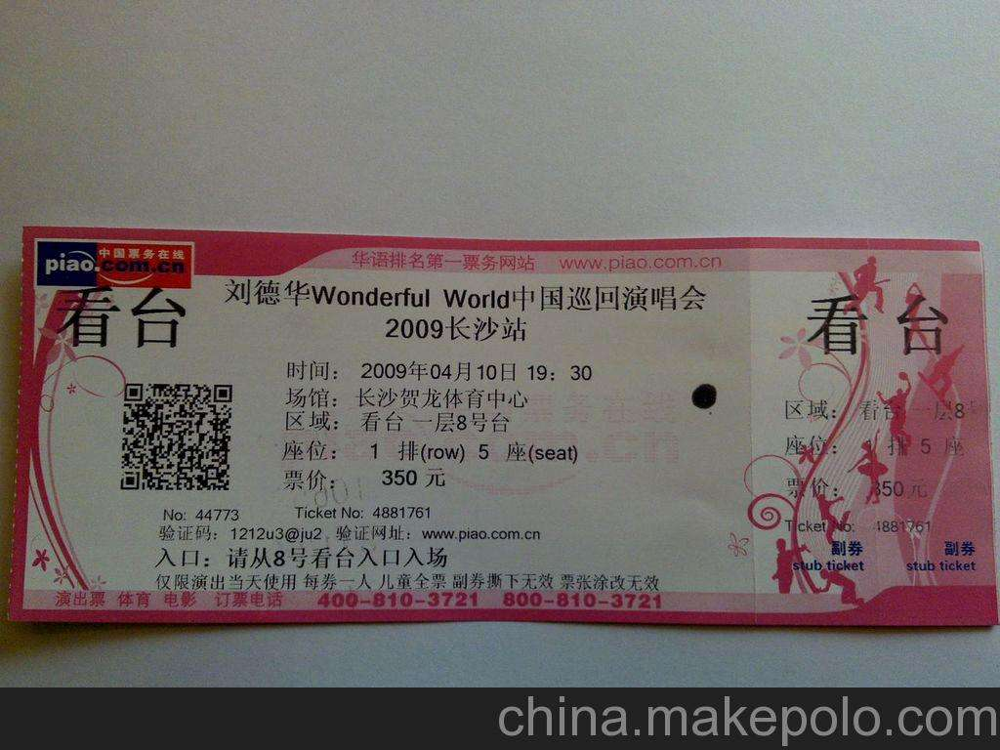 中国票务在线
piao.com.cn
华语排名第一票务网站 www.piao.com.cn
看台
刘德华Wonderful World中国巡回演唱会
2009长沙站
时间： 2009年04月10日 19：30
场馆：长沙贺龙体育中心
区域： 看台 一层8号台
座位： 1 排(row) 5 座(seat)
票价： 350 元
No: 44773 Ticket No: 4881761
验证码：1212u3@ju2 验证网址：www.piao.com.cn
入口：请从8号看台入口入场
仅限演出当天使用 每券一人 儿童全票 副券撕下无效 票张涂改无效
演出票 体育 电影 订票电话 400-810-3721 800-810-3721
看 台
区域： 看台 一层8
座位： 1 排 5 座
票价： 350元
Ticket No: 4881761
副券 副券
stub ticket stub ticket
china.makepolo.com